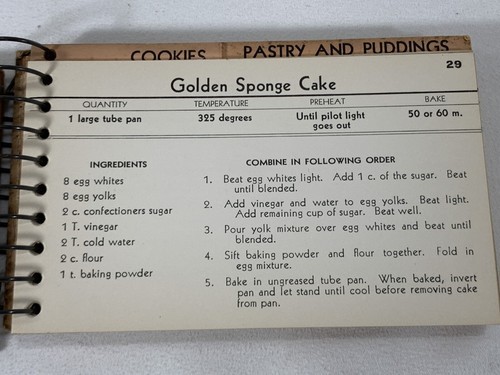 COOKIES PASTRY AND PUDDINGS
29
Golden Sponge Cake
QUANTITY TEMPERATURE PREHEAT BAKE
1 large tube pan 325 degrees Until pilot light 50 or 60 m.
goes out
INGREDIENTS
8 egg whites
8 egg yolks
2 c. confectioners sugar
1 T. vinegar
2 T. cold water
2 c. flour
1 t. baking powder
COMBINE IN FOLLOWING ORDER
1. Beat egg whites light. Add 1 c. of the sugar. Beat
until blended.
2. Add vinegar and water to egg yolks. Beat light.
Add remaining cup of sugar. Beat well.
3. Pour yolk mixture over egg whites and beat until
blended.
4. Sift baking powder and flour together. Fold in
egg mixture.
5. Bake in ungreased tube pan. When baked, invert
pan and let stand until cool before removing cake
from pan.